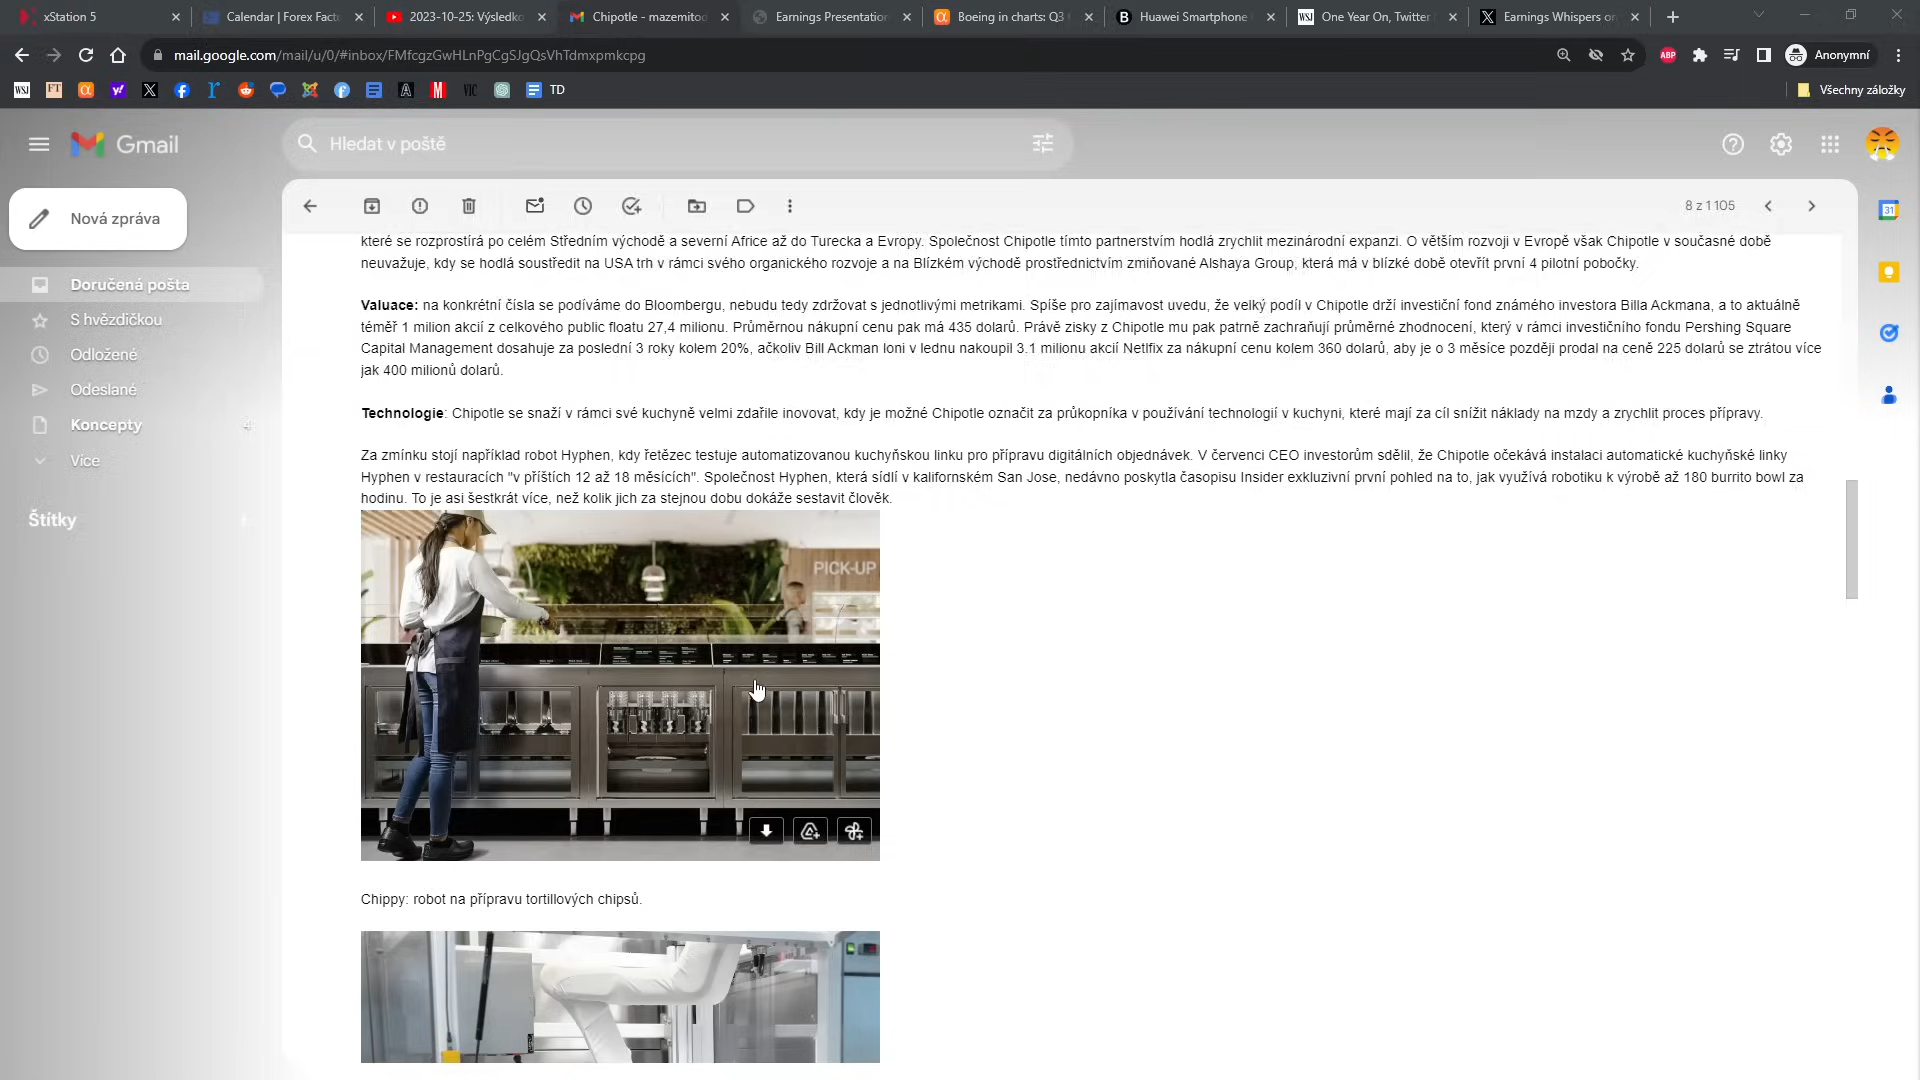 xStation 5
Calendar | Forex Fact
2023-10-25: Výsledk
Chipotle - mazemitoo
Earnings Presentation
Boeing in charts: Q3
Huawei Smartphone
One Year On, Twitter
Earnings Whispers on
mail.google.com/mail/u/0/#inbox/FMfcgzGwHLnPgCgSJgQsVhTdmxpmkcpg
Anonymní
TD
Všechny záložky
Gmail
Hledat v poště
Nová zpráva
8 z 1 105
Doručená pošta
S hvězdičkou
Odložené
Odeslané
Koncepty
4
Více
Štítky
které se rozprostírá po celém Středním východě a severní Africe až do Turecka a Evropy. Společnost Chipotle tímto partnerstvím hodlá zrychlit mezinárodní expanzi. O větším rozvoji v Evropě však Chipotle v současné době
neuvažuje, kdy se hodlá soustředit na USA trh v rámci svého organického rozvoje a na Blízkém východě prostřednictvím zmiňované Alshaya Group, která má v blízké době otevřít první 4 pilotní pobočky.
Valuace: na konkrétní čísla se podíváme do Bloombergu, nebudu tedy zdržovat s jednotlivými metrikami. Spíše pro zajímavost uvedu, že velký podíl v Chipotle drží investiční fond známého investora Billa Ackmana, a to aktuálně
téměř 1 milion akcií z celkového public floatu 27,4 milionu. Průměrnou nákupní cenu pak má 435 dolarů. Právě zisky z Chipotle mu pak patrně zachraňují průměrné zhodnocení, který v rámci investičního fondu Pershing Square
Capital Management dosahuje za poslední 3 roky kolem 20%, ačkoliv Bill Ackman loni v lednu nakoupil 3.1 milionu akcií Netlfix za nákupní cenu kolem 360 dolarů, aby je o 3 měsíce později prodal na ceně 225 dolarů se ztrátou více
jak 400 milionů dolarů.
Technologie: Chipotle se snaží v rámci své kuchyně velmi zdařile inovovat, kdy je možné Chipotle označit za průkopníka v používání technologií v kuchyni, které mají za cíl snížit náklady na mzdy a zrychlit proces přípravy.
Za zmínku stojí například robot Hyphen, kdy řetězec testuje automatizovanou kuchyňskou linku pro přípravu digitálních objednávek. V červenci CEO investorům sdělil, že Chipotle očekává instalaci automatické kuchyňské linky
Hyphen v restauracích "v příštích 12 až 18 měsících". Společnost Hyphen, která sídlí v kalifornském San Jose, nedávno poskytla časopisu Insider exkluzivní první pohled na to, jak využívá robotiku k výrobě až 180 burrito bowl za
hodinu. To je asi šestkrát více, než kolik jich za stejnou dobu dokáže sestavit člověk.
PICK-UP
Chippy: robot na přípravu tortillových chipsů.